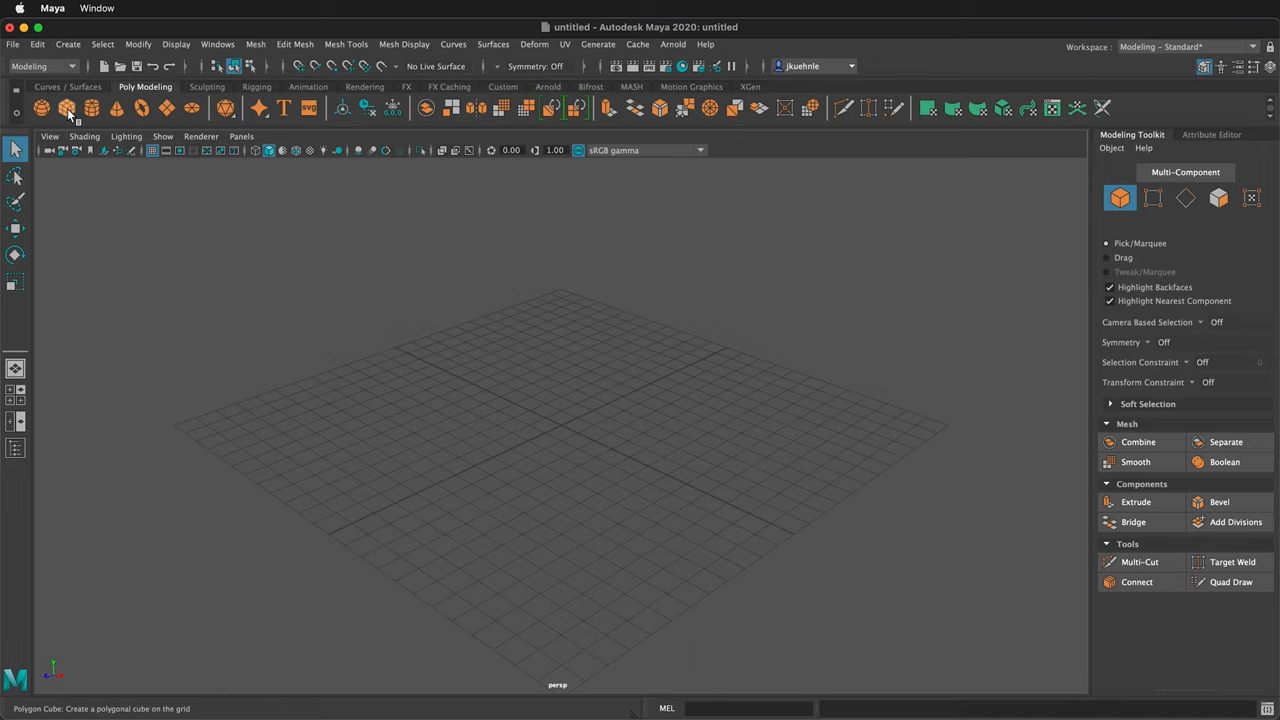 Maya Window
untitled - Autodesk Maya 2020: untitled
File Edit Create Select Modify Display Windows Mesh Edit Mesh Mesh Tools Mesh Display Curves Surfaces Deform UV Generate Cache Arnold Help
Workspace : Modeling - Standard*
Modeling No Live Surface Symmetry: Off jkuehnle
Curves / Surfaces Poly Modeling Sculpting Rigging Animation Rendering FX FX Caching Custom Arnold Bifrost MASH Motion Graphics XGen
T SVG 0,0,0
View Shading Lighting Show Renderer Panels
0.00 1.00 sRGB gamma
Modeling Toolkit Attribute Editor
Object Help
Multi-Component
Pick/Marquee
Drag
Tweak/Marquee
Highlight Backfaces
Highlight Nearest Component
Camera Based Selection Off
Symmetry Off
Selection Constraint Off 0
Transform Constraint Off
Soft Selection
Mesh
Combine Separate
Smooth Boolean
Components
Extrude Bevel
Bridge Add Divisions
Tools
Multi-Cut Target Weld
Connect Quad Draw
persp
Polygon Cube: Create a polygonal cube on the grid
MEL